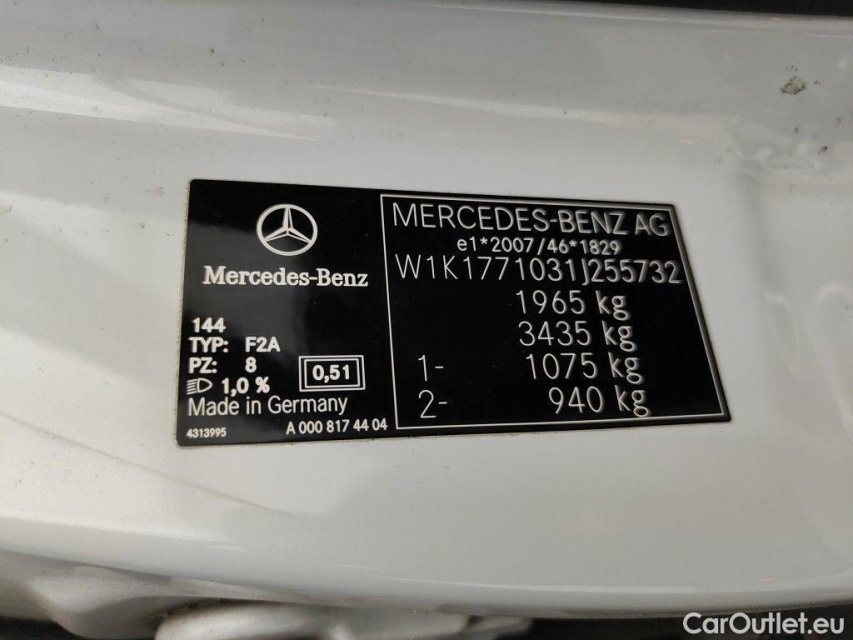 Mercedes-Benz
144
TYP: F2A
PZ: 8
1,0 %
0,51
Made in Germany
4313995
A 000 817 44 04
MERCEDES-BENZ AG
e1*2007/46*1829
W1K1771031J255732
1965 kg
3435 kg
1- 1075 kg
2- 940 kg
CarOutlet.eu